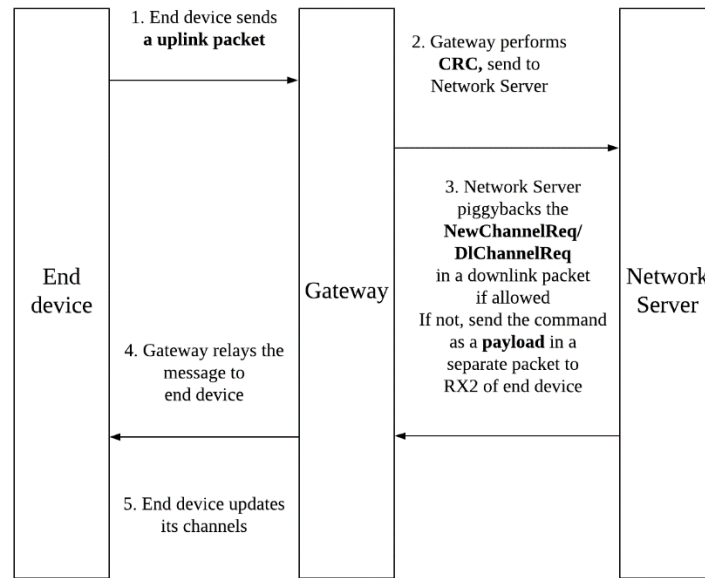 1. End device sends
a uplink packet
2. Gateway performs
CRC, send to
Network Server
3. Network Server
piggybacks the
NewChannelReq/
DlChannelReq
in a downlink packet
if allowed
If not, send the command
as a payload in a
separate packet to
RX2 of end device
End
device
Gateway
Network
Server
4. Gateway relays the
message to
end device
5. End device updates
its channels